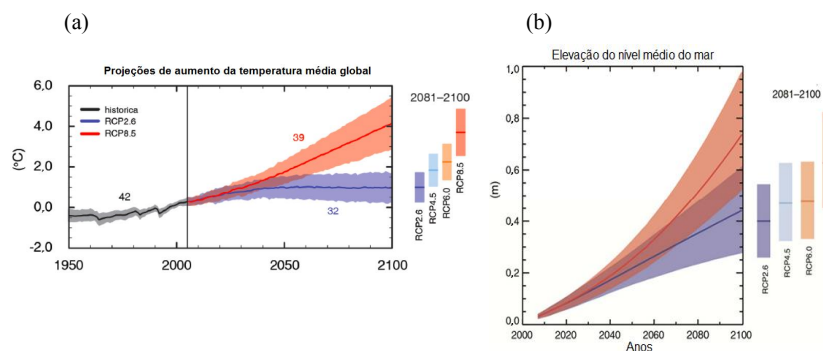 (a)
Projeções de aumento da temperatura média global
6,0
4,0
2,0
0,0
-2,0
(°C)
historica
RCP2.6
RCP8.5
42
39
32
1950
2000
2050
2100
2081–2100
RCP2.6
RCP4.5
RCP6.0
RCP8.5
(b)
Elevação do nível médio do mar
1,0
0,8
0,6
0,4
0,2
0,0
(m)
2000
2020
2040
2060
2080
2100
Anos
2081–2100
RCP2.6
RCP4.5
RCP6.0